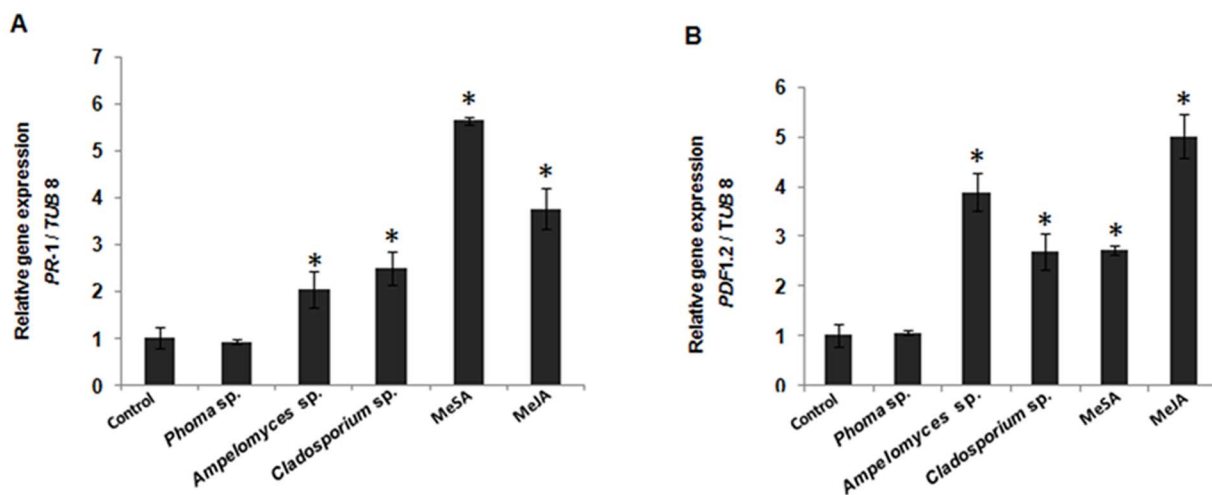 A
Relative gene expression
PR-1 / TUB 8
7
6
5
4
3
2
1
0
*
*
*
*
Control
Phoma sp.
Ampelomyces sp.
Cladosporium sp.
MeSA
MeJA
B
Relative gene expression
PDF1.2 / TUB 8
6
5
4
3
2
1
0
*
*
*
*
Control
Phoma sp.
Ampelomyces sp.
Cladosporium sp.
MeSA
MeJA